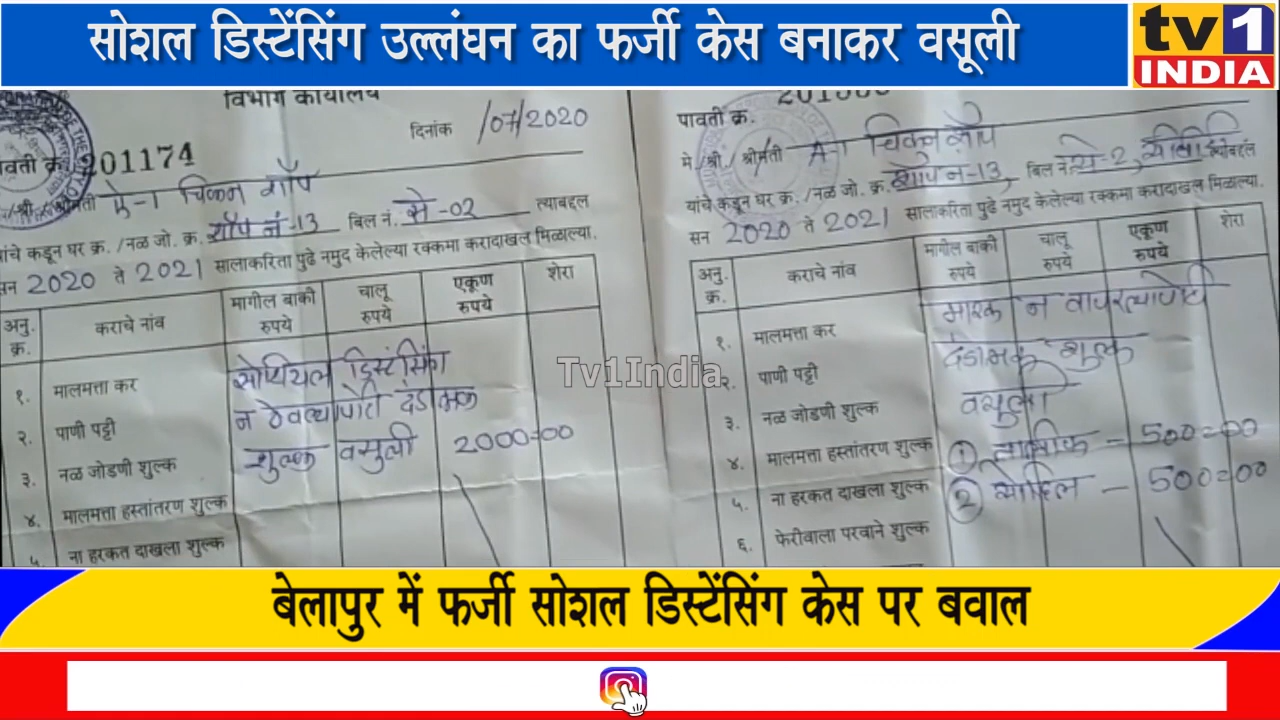 सोशल डिस्टेंसिंग उल्लंघन का फर्जी केस बनाकर वसूली
tv1
INDIA
विभाग कार्यालय
दिनांक /07/2020
पावती क्र. 201174
ऐ-1 चिकन शॉप
यांचे कडून घर क्र. /नळ जो. क्र. शॉप नं-13 बिल नं. से-02 त्याबद्दल
सन 2020 ते 2021 सालाकरिता पुढे नमुद केलेल्या रक्कमा करादाखल मिळाल्या.
अनु. क्र. कराचे नांव मागील बाकी रुपये चालू रुपये एकूण रुपये शेरा
१. मालमत्ता कर
२. पाणी पट्टी
३. नळ जोडणी शुल्क
४. मालमत्ता हस्तांतरण शुल्क
५. ना हरकत दाखला शुल्क
सोश्यियल डिस्टंसिंग
न ठेवल्यापोटी दंडात्मक
शुल्क वसुली 2000=00
पावती क्र.
मे/श्री/श्रीमती A-1 चिकन शॉप
यांचे कडून घर क्र. /नळ जो. क्र. शॉप नं-13, बिल नं. से-2, त्याबद्दल
सन 2020 ते 2021 सालाकरिता पुढे नमुद केलेल्या रक्कमा करादाखल मिळाल्या.
अनु. क्र. कराचे नांव मागील बाकी रुपये चालू रुपये एकूण रुपये शेरा
१. मालमत्ता कर
२. पाणी पट्टी
३. नळ जोडणी शुल्क
४. मालमत्ता हस्तांतरण शुल्क
५. ना हरकत दाखला शुल्क
६. फेरीवाला परवाने शुल्क
मास्क न वापरल्यापोटी
दंडात्मक शुल्क
वसुली
① - 500=00
② - 500=00
Tv1India
बेलापुर में फर्जी सोशल डिस्टेंसिंग केस पर बवाल